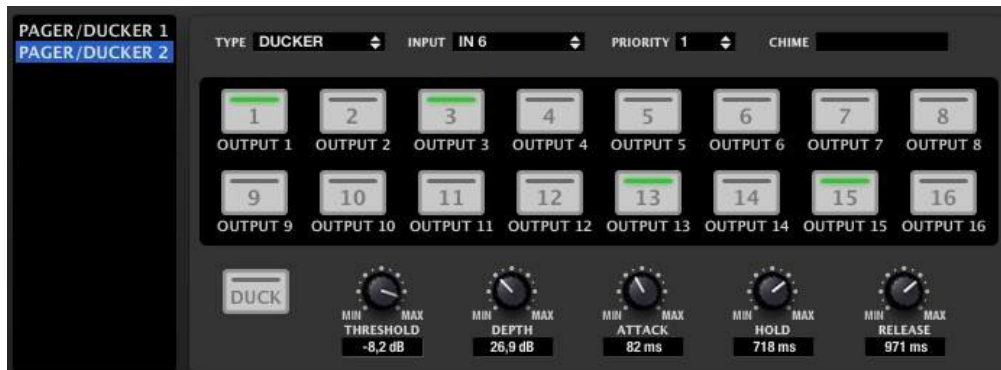 PAGER/DUCKER 1
PAGER/DUCKER 2
TYPE DUCKER INPUT IN 6 PRIORITY 1 CHIME
1 2 3 4 5 6 7 8
OUTPUT 1 OUTPUT 2 OUTPUT 3 OUTPUT 4 OUTPUT 5 OUTPUT 6 OUTPUT 7 OUTPUT 8
9 10 11 12 13 14 15 16
OUTPUT 9 OUTPUT 10 OUTPUT 11 OUTPUT 12 OUTPUT 13 OUTPUT 14 OUTPUT 15 OUTPUT 16
DUCK
MIN MAX MIN MAX MIN MAX MIN MAX MIN MAX
THRESHOLD DEPTH ATTACK HOLD RELEASE
-8,2 dB 26,9 dB 82 ms 718 ms 971 ms